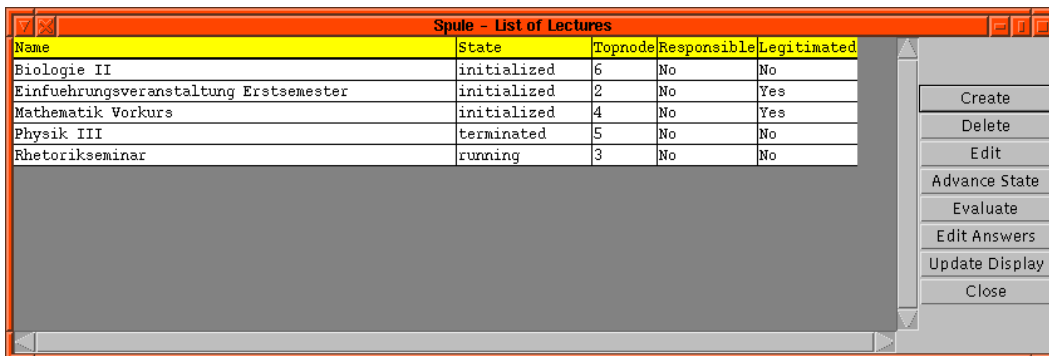 Spule - List of Lectures
Name State Topnode Responsible Legitimated
Biologie II initialized 6 No No
Einfuehrungsveranstaltung Erstsemester initialized 2 No Yes
Mathematik Vorkurs initialized 4 No Yes
Physik III terminated 5 No No
Rhetorikseminar running 3 No No
Create
Delete
Edit
Advance State
Evaluate
Edit Answers
Update Display
Close